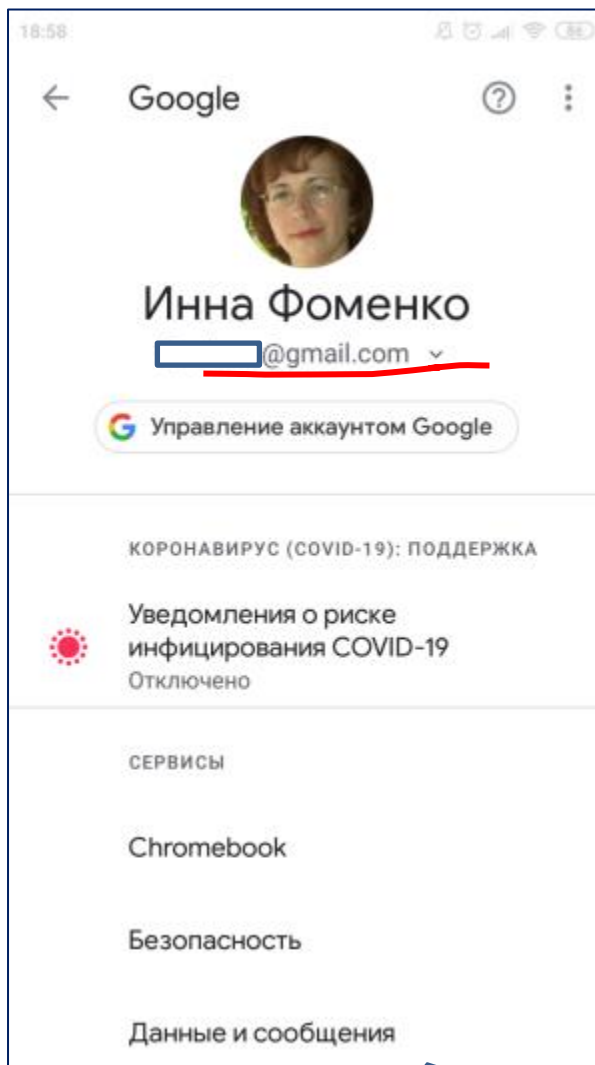 18:58
Google
Инна Фоменко
@gmail.com
Управление аккаунтом Google
КОРОНАВИРУС (COVID-19): ПОДДЕРЖКА
Уведомления о риске
инфицирования COVID-19
Отключено
СЕРВИСЫ
Chromebook
Безопасность
Данные и сообщения